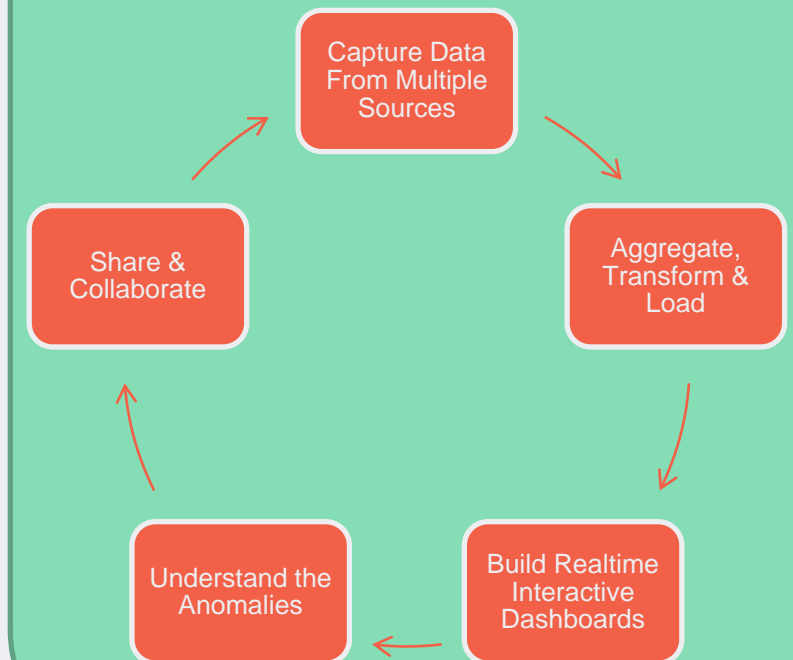 Capture Data
From Multiple
Sources
Aggregate,
Transform &
Load
Build Realtime
Interactive
Dashboards
Understand the
Anomalies
Share &
Collaborate